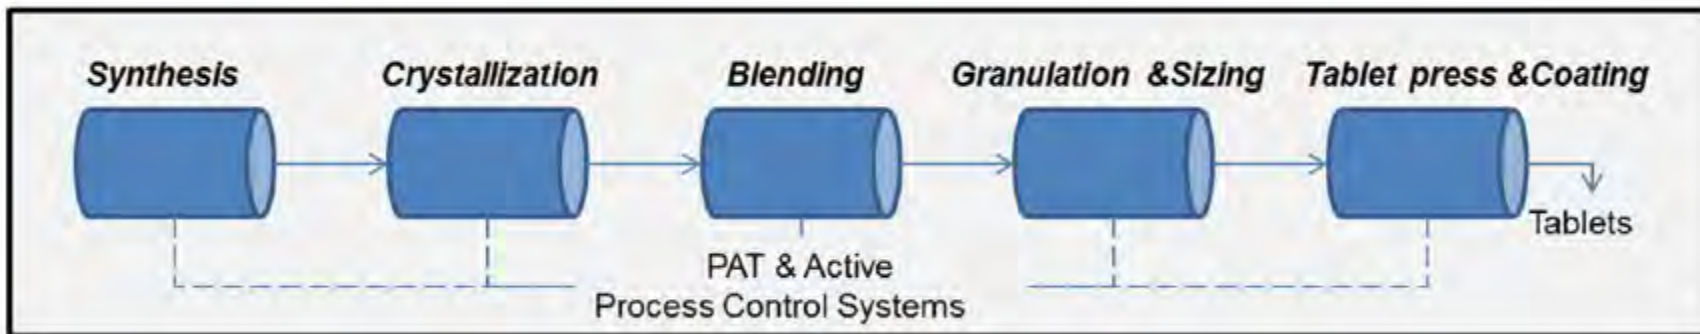 Synthesis
Crystallization
Blending
Granulation &Sizing
Tablet press &Coating
Tablets
PAT & Active
Process Control Systems